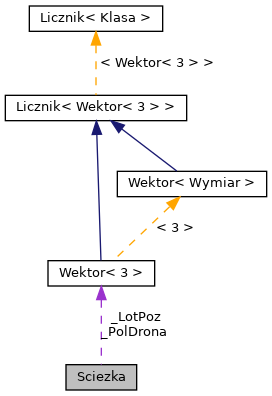 Licznik< Klasa >
< Wektor< 3 > >
Licznik< Wektor< 3 > >
Wektor< Wymiar >
< 3 >
Wektor< 3 >
_LotPoz
_PolDrona
Sciezka